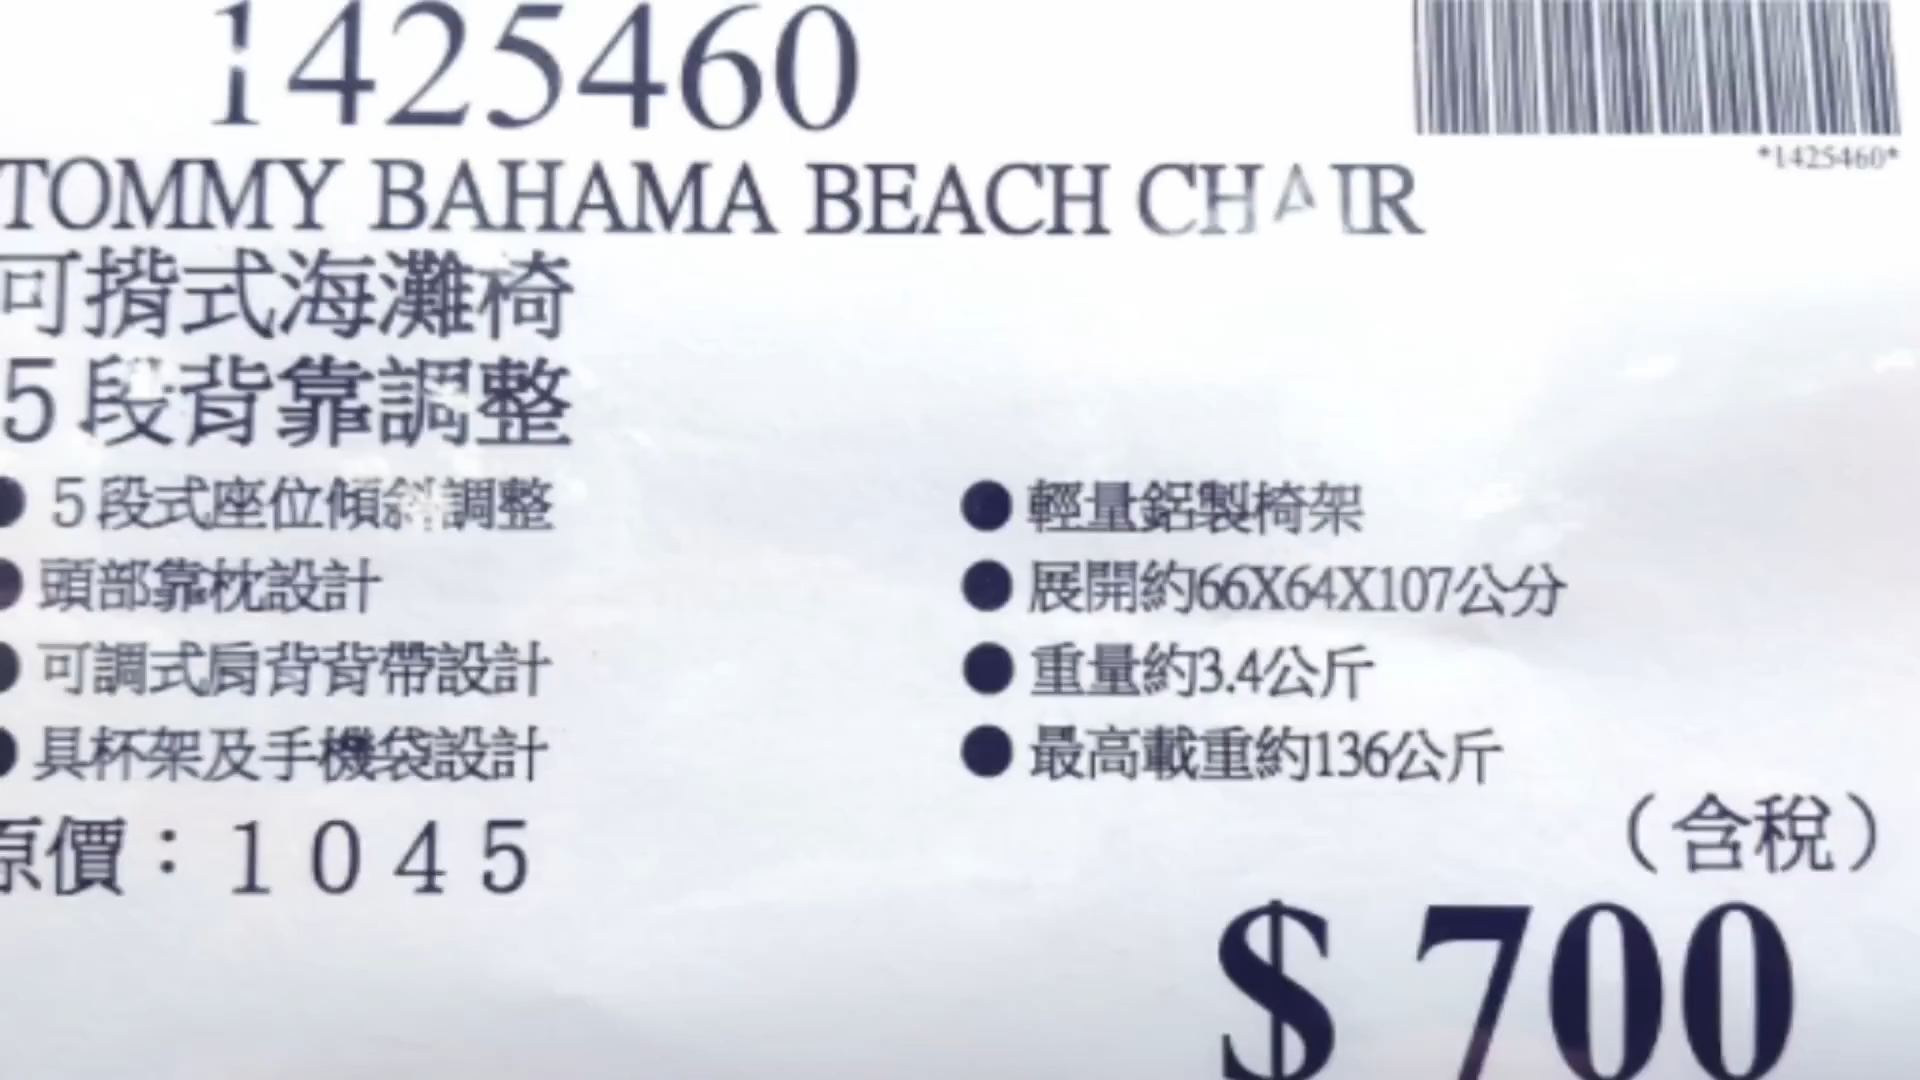 1425460
*1425460*
TOMMY BAHAMA BEACH CHAIR
可揹式海灘椅
5段背靠調整
● 5段式座位傾斜調整
● 輕量鋁製椅架
● 頭部靠枕設計
● 展開約66X64X107公分
● 可調式肩背背帶設計
● 重量約3.4公斤
● 具杯架及手機袋設計
● 最高載重約136公斤
原價：1045
（含稅）
$ 700